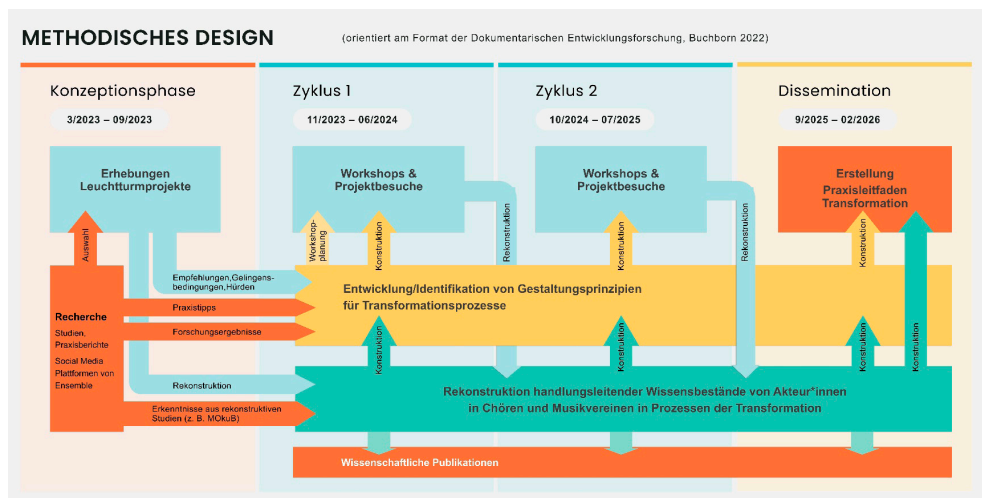 METHODISCHES DESIGN
(orientiert am Format der Dokumentarischen Entwicklungsforschung, Buchborn 2022)
Konzeptionsphase
3/2023 – 09/2023
Zyklus 1
11/2023 – 06/2024
Zyklus 2
10/2024 – 07/2025
Dissemination
9/2025 – 02/2026
Erhebungen
Leuchtturmprojekte
Workshops &
Projektbesuche
Workshops &
Projektbesuche
Erstellung
Praxisleitfaden
Transformation
Auswahl
Workshop-
planung
Konstruktion
Rekonstruktion
Konstruktion
Rekonstruktion
Konstruktion
Recherche
Studien,
Praxisberichte
Social Media
Plattformen von
Ensemble
Empfehlungen,Gelingens-
bedingungen,Hürden
Praxistipps
Forschungsergebnisse
Rekonstruktion
Erkenntnisse aus rekonstruktiven
Studien (z. B. MOkuB)
Entwicklung/Identifikation von Gestaltungsprinzipien
für Transformationsprozesse
Konstruktion
Konstruktion
Konstruktion
Konstruktion
Rekonstruktion handlungsleitender Wissensbestände von Akteur*innen
in Chören und Musikvereinen in Prozessen der Transformation
Wissenschaftliche Publikationen